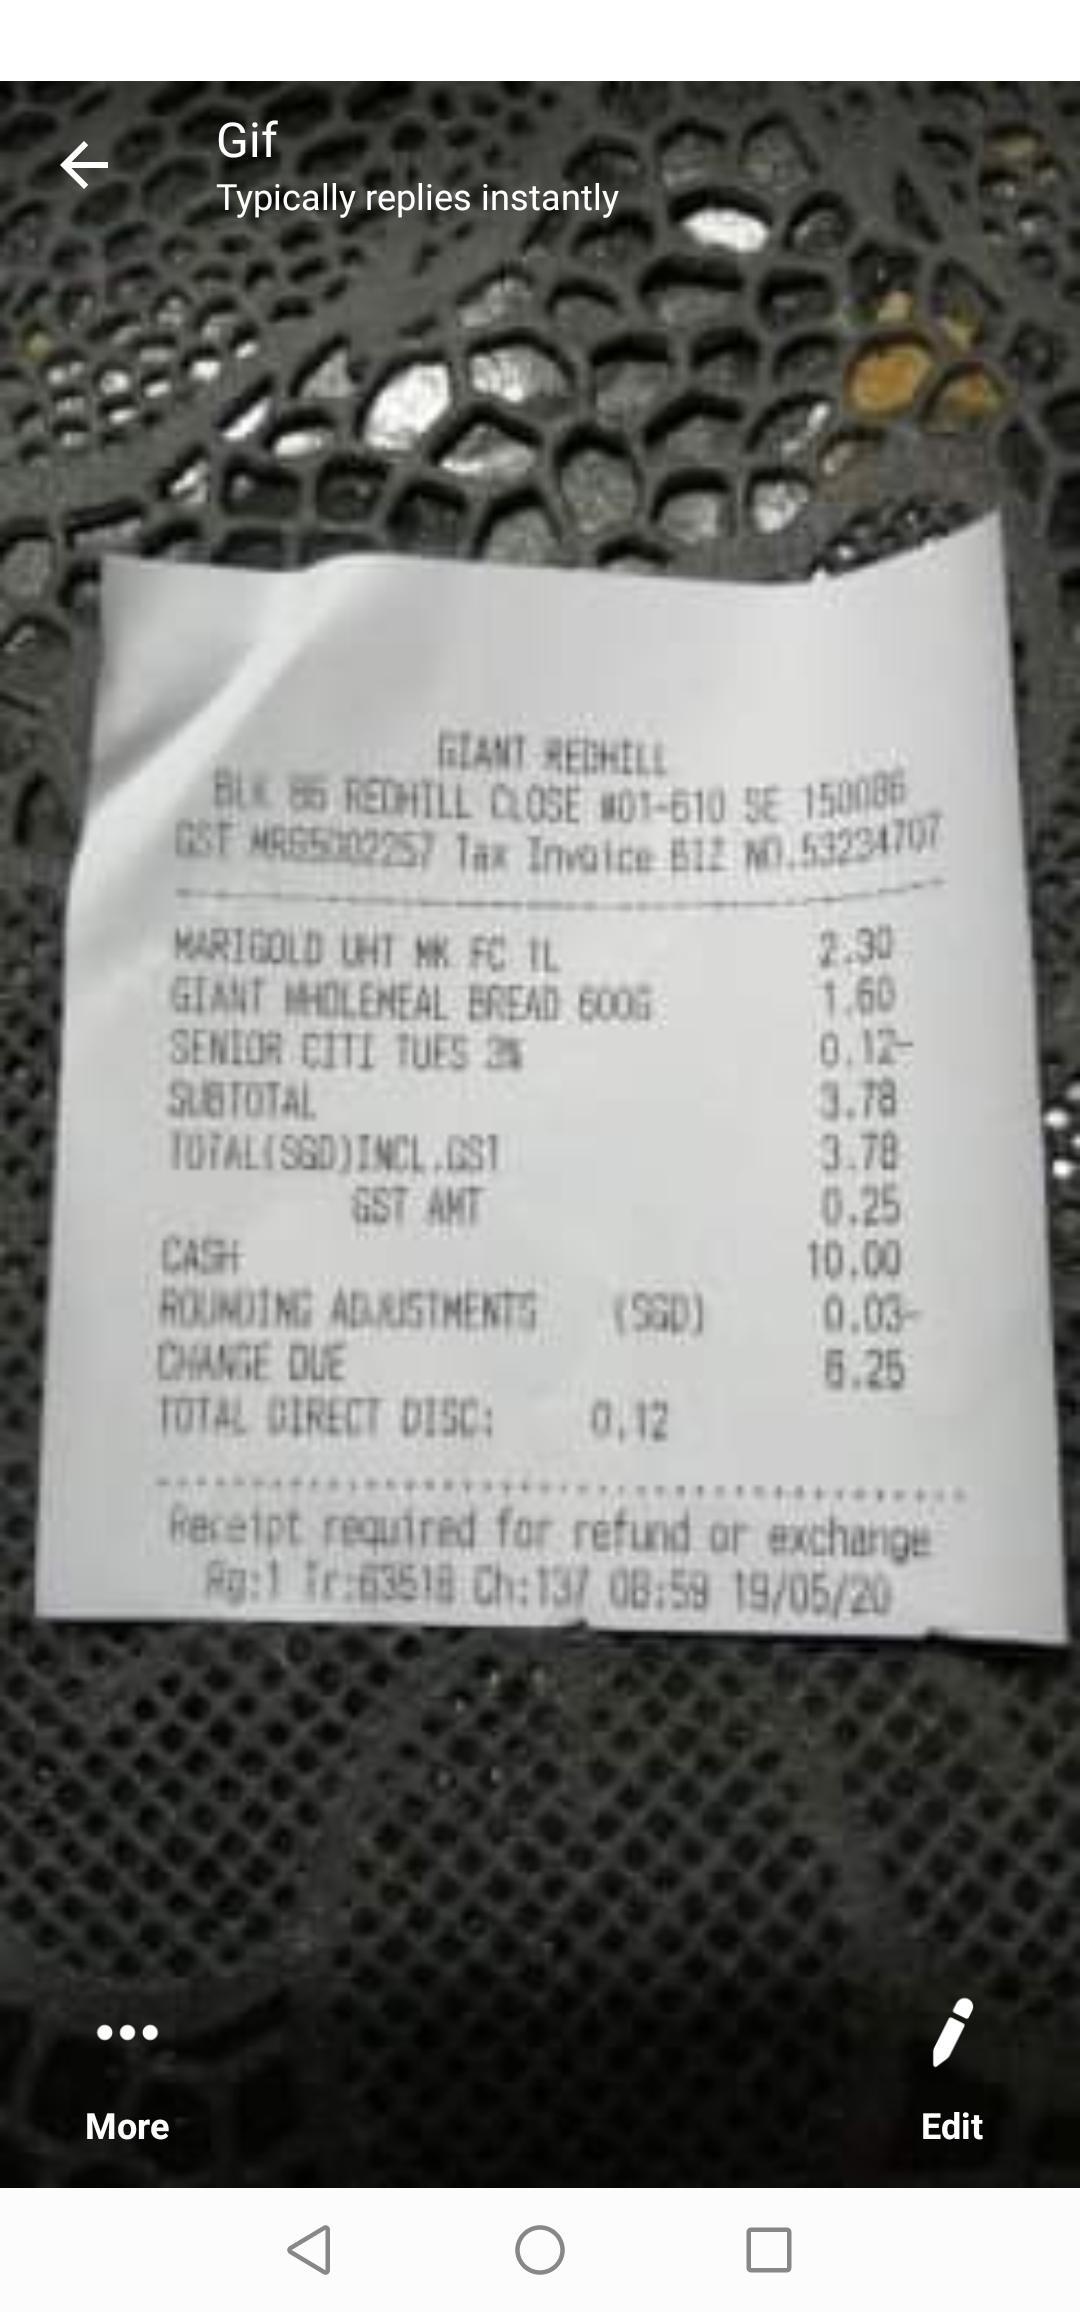 Gif
Typically replies instantly
GIANT REDHILL
BLK 86 REDHILL CLOSE #01-610 SE 150086
GST Tax Invoice BIZ NO.53234707
MARIGOLD UHT MK FC 1L 2.30
GIANT WHOLEMEAL BREAD 600G 1.60
SENIOR CITI TUES 3% 0.12-
SUBTOTAL 3.78
TOTAL(SGD)INCL.GST 3.78
GST AMT 0.25
CASH 10.00
ROUNDING ADJUSTMENTS (SGD) 0.03-
CHANGE DUE 6.25
TOTAL DIRECT DISC: 0.12
Receipt required for refund or exchange
Rg:1 Tr:63518 Ch:137 08:59 19/05/20
More
Edit